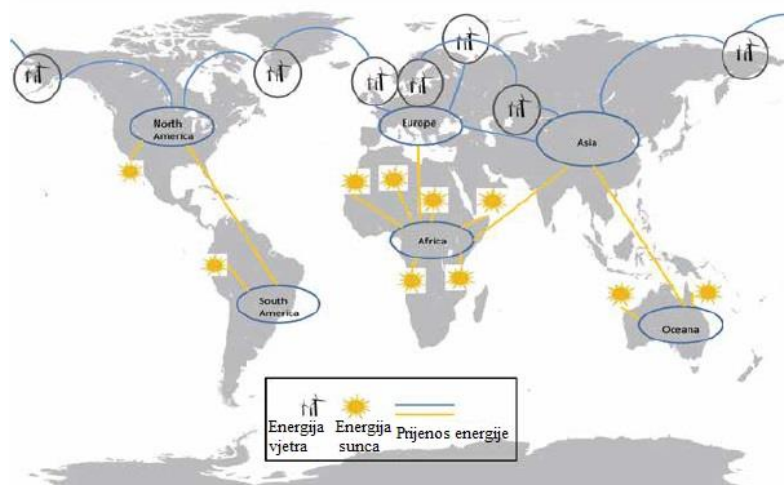 North
America
Europe
Asia
Africa
South
America
Oceana
Energija
vjetra
Energija
sunca
Prijenos energije